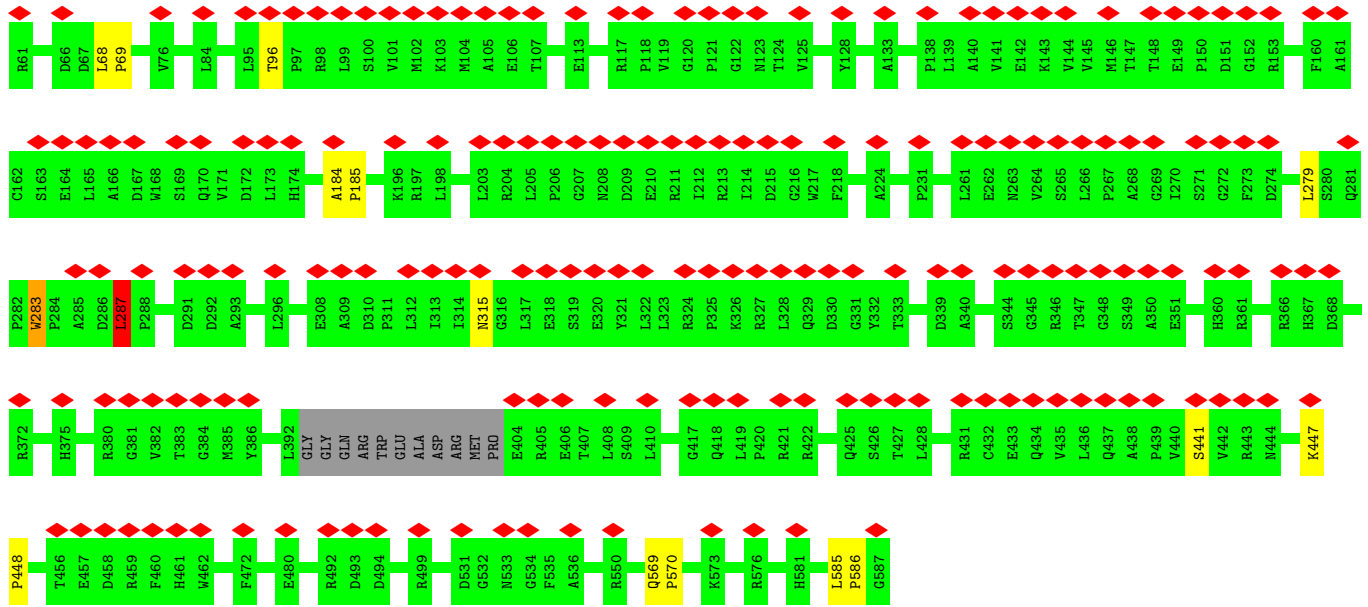 R61 D66 D67 L68 P69 V76 L84 L95 T96 P97 R98 L99 S100 V101 M102 K103 M104 A105 E106 T107 E113 R117 P118 V119 G120 P121 G122 N123 T124 V125 Y128 A133 P138 L139 A140 V141 E142 K143 V144 V145 M146 T147 T148 E149 P150 D151 G152 R153 F160 A161
C162 S163 E164 L165 A166 D167 W168 S169 Q170 V171 D172 L173 H174 A184 P185 K196 R197 L198 L203 R204 L205 P206 G207 N208 D209 E210 R211 I212 R213 I214 D215 G216 W217 F218 A224 P231 L261 E262 N263 V264 S265 L266 P267 A268 G269 I270 S271 G272 F273 D274 L279 S280 Q281
P282 W283 P284 A285 D286 L287 P288 D291 D292 A293 L296 E308 A309 D310 P311 L312 I313 I314 N315 G316 L317 E318 S319 E320 Y321 L322 L323 R324 P325 K326 R327 L328 Q329 D330 G331 Y332 T333 D339 A340 S344 G345 R346 T347 G348 S349 A350 E351 H360 R361 R366 H367 D368
R372 H375 R380 G381 V382 T383 G384 M385 Y386 L392 GLY GLY GLN ARG TRP GLU ALA ASP ARG MET PRO E404 R405 E406 T407 L408 S409 L410 G417 Q418 L419 P420 R421 R422 Q425 S426 T427 L428 R431 C432 E433 Q434 V435 L436 Q437 A438 P439 V440 S441 V442 R443 N444 K447
P448 T456 E457 D458 R459 F460 H461 W462 F472 E480 R492 D493 D494 R499 D531 G532 N533 G534 F535 A536 R550 Q569 P570 K573 R576 H581 L585 P586 G587